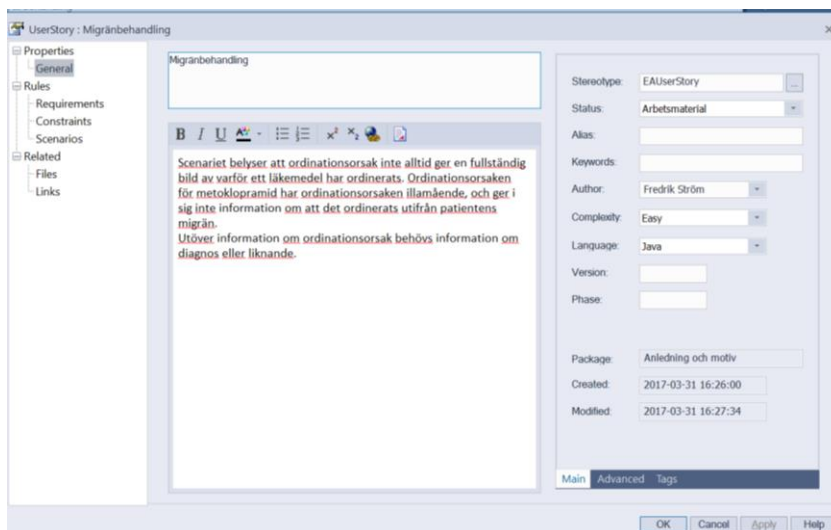 UserStory : Migränbehandling
Properties
General
Rules
Requirements
Constraints
Scenarios
Related
Files
Links
Migränbehandling
B I U A x² x₂
Scenariet belyser att ordinationsorsak inte alltid ger en fullständig
bild av varför ett läkemedel har ordinerats. Ordinationsorsaken
för metoklopramid har ordinationsorsaken illamående, och ger i
sig inte information om att det ordinerats utifrån patientens
migrän.
Utöver information om ordinationsorsak behövs information om
diagnos eller liknande.
Stereotype: EAUserStory ...
Status: Arbetsmaterial
Alias:
Keywords:
Author: Fredrik Ström
Complexity: Easy
Language: Java
Version:
Phase:
Package: Anledning och motiv
Created: 2017-03-31 16:26:00
Modified: 2017-03-31 16:27:34
Main Advanced Tags
OK Cancel Apply Help